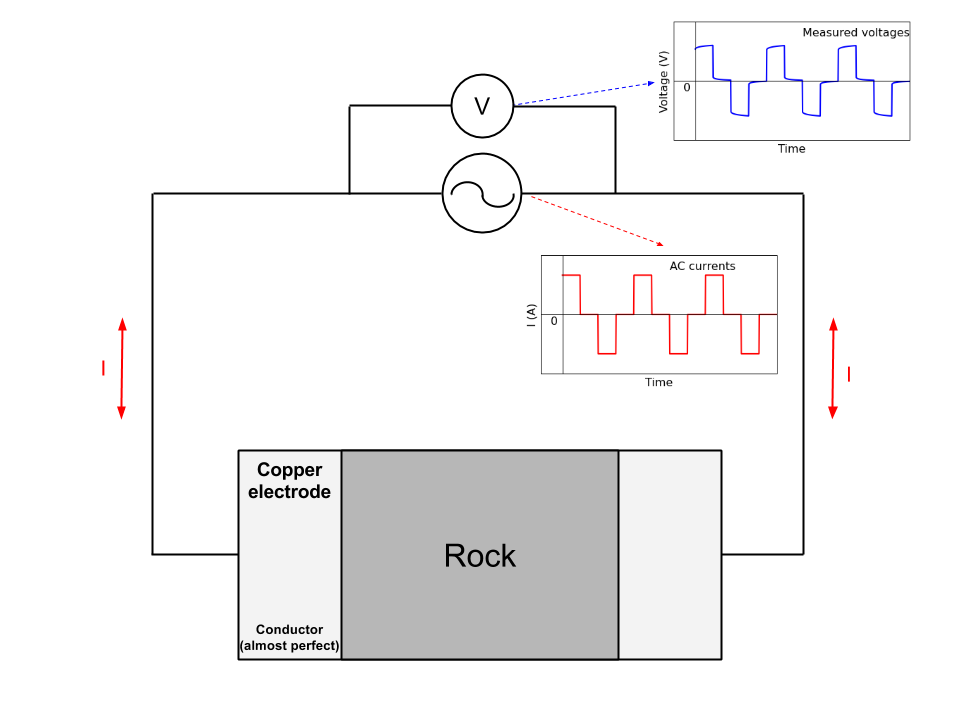 Measured voltages
Voltage (V)
0
Time
V
AC currents
I (A)
0
Time
I
I
Copper
electrode
Rock
Conductor
(almost perfect)